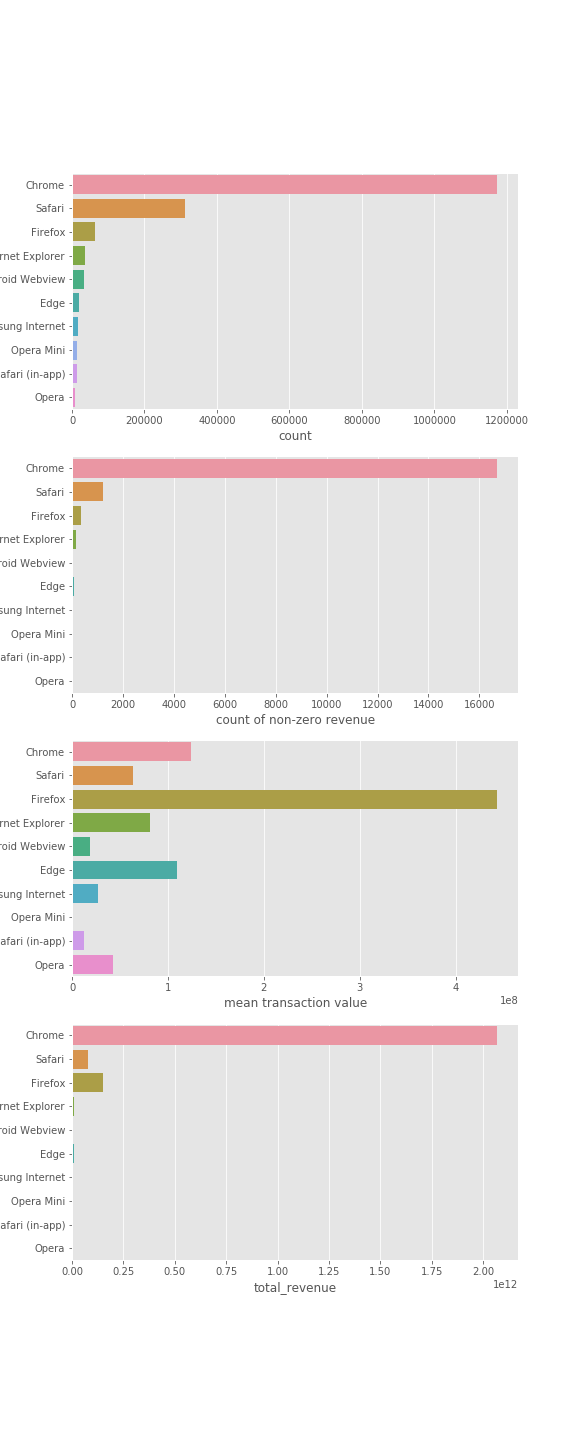 Chrome
Safari
Firefox
rnet Explorer
roid Webview
Edge
sung Internet
Opera Mini
afari (in-app)
Opera
0 200000 400000 600000 800000 1000000 1200000
count
Chrome
Safari
Firefox
rnet Explorer
roid Webview
Edge
sung Internet
Opera Mini
afari (in-app)
Opera
0 2000 4000 6000 8000 10000 12000 14000 16000
count of non-zero revenue
Chrome
Safari
Firefox
rnet Explorer
roid Webview
Edge
sung Internet
Opera Mini
afari (in-app)
Opera
0 1 2 3 4
1e8
mean transaction value
Chrome
Safari
Firefox
rnet Explorer
roid Webview
Edge
sung Internet
Opera Mini
afari (in-app)
Opera
0.00 0.25 0.50 0.75 1.00 1.25 1.50 1.75 2.00
1e12
total_revenue